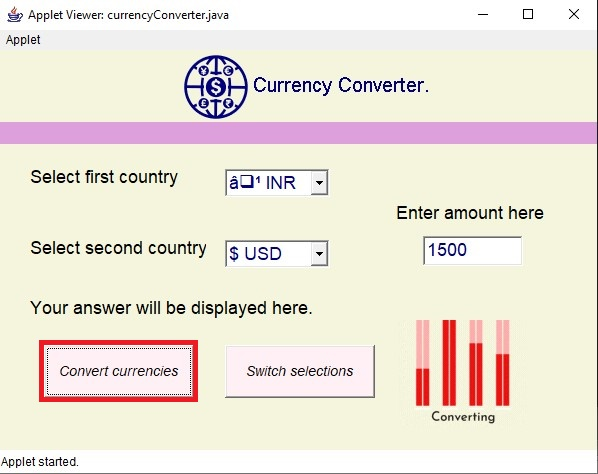 Applet Viewer: currencyConverter.java
Applet
Currency Converter.
Select first country
â❑¹ INR
Enter amount here
Select second country
$ USD
1500
Your answer will be displayed here.
Convert currencies
Switch selections
Converting
Applet started.